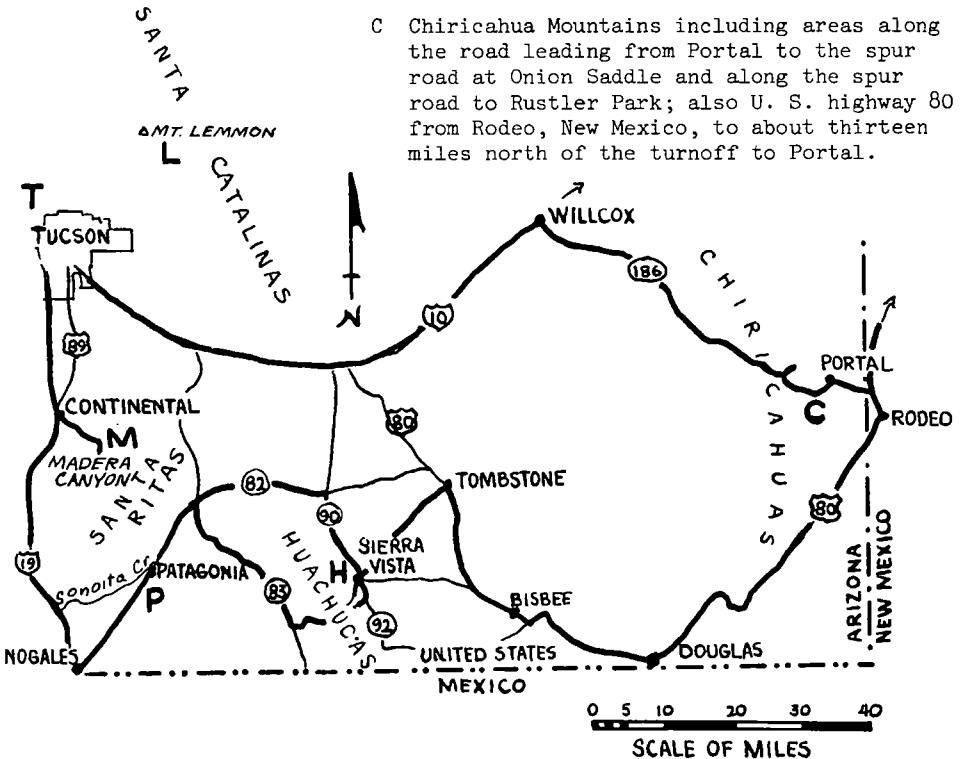 C Chiricahua Mountains including areas along
the road leading from Portal to the spur
road at Onion Saddle and along the spur
road to Rustler Park; also U. S. highway 80
from Rodeo, New Mexico, to about thirteen
miles north of the turnoff to Portal.
SANTA
CATALINAS
MT. LEMMON
L
T
TUCSON
N
WILLCOX
186
10
CHIRICAHUAS
89
PORTAL
C
RODEO
CONTINENTAL
M
MADERA
CANYON
SANTA
RITAS
80
82
TOMBSTONE
80
90
SIERRA
VISTA
H
HUACHUCAS
19
Sonoita Cr.
PATAGONIA
P
83
92
BISBEE
ARIZONA
NEW MEXICO
NOGALES
UNITED STATES
DOUGLAS
MEXICO
0 5 10 20 30 40
SCALE OF MILES